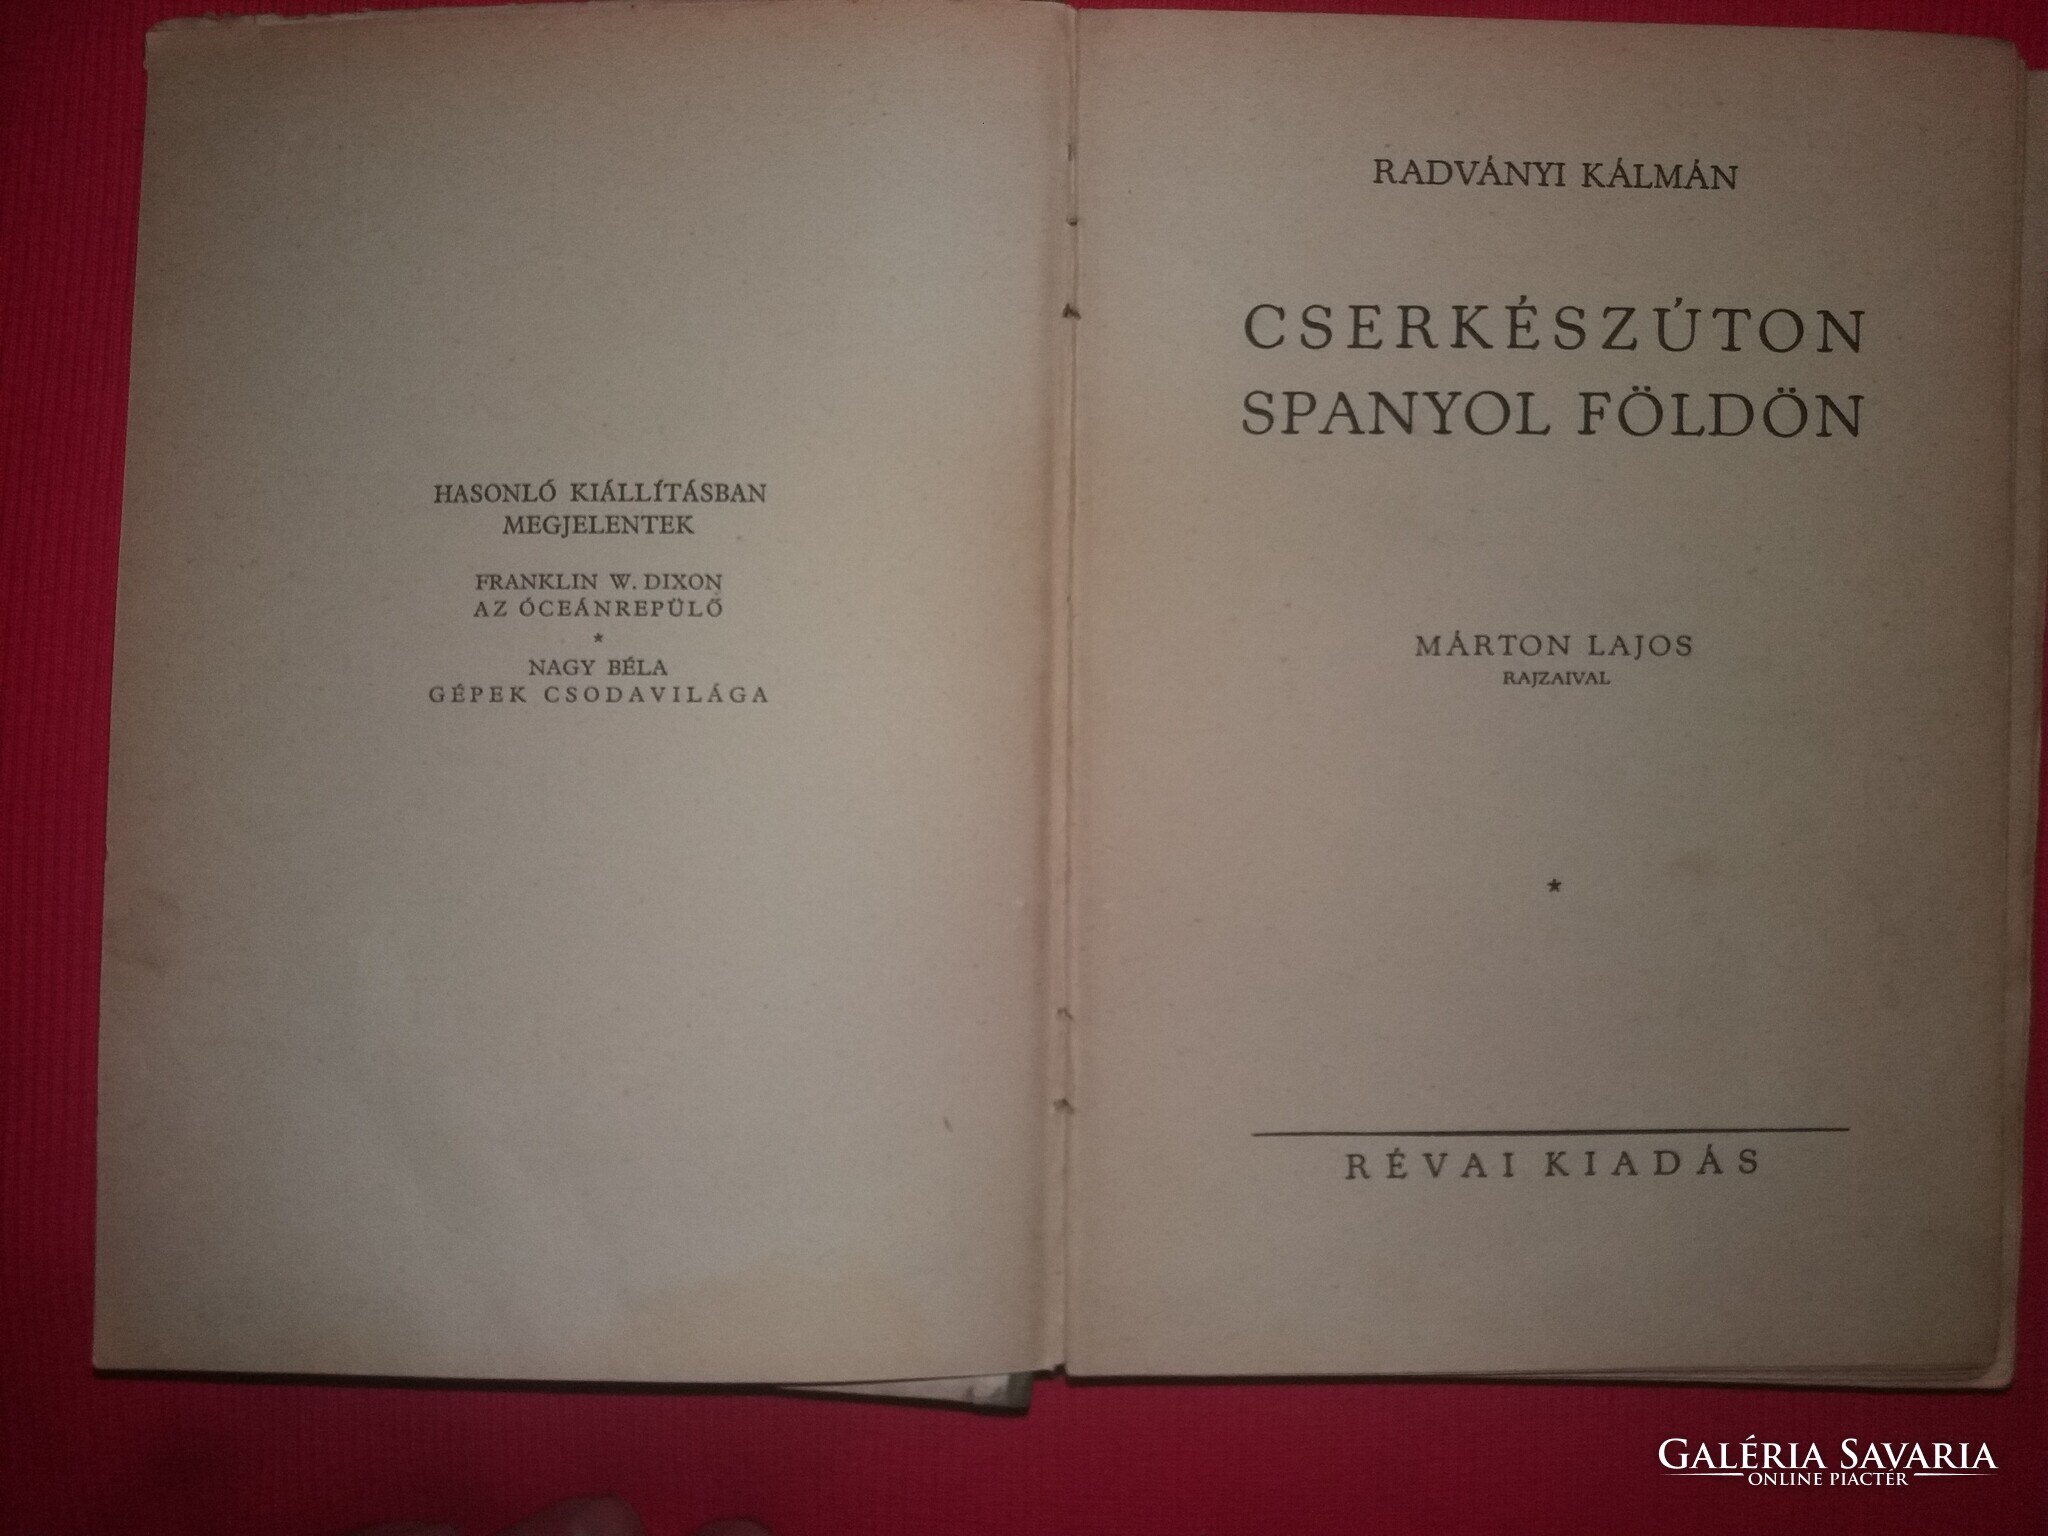 HASONLÓ KIÁLLÍTÁSBAN
MEGJELENTEK
FRANKLIN W. DIXON
AZ ÓCEÁNREPÜLŐ
*
NAGY BÉLA
GÉPEK CSODAVILÁGA
RADVÁNYI KÁLMÁN
CSERKÉSZÚTON
SPANYOL FÖLDÖN
MÁRTON LAJOS
RAJZAIVAL
*
RÉVAI KIADÁS
GALÉRIA SAVARIA
ONLINE PIACTÉR